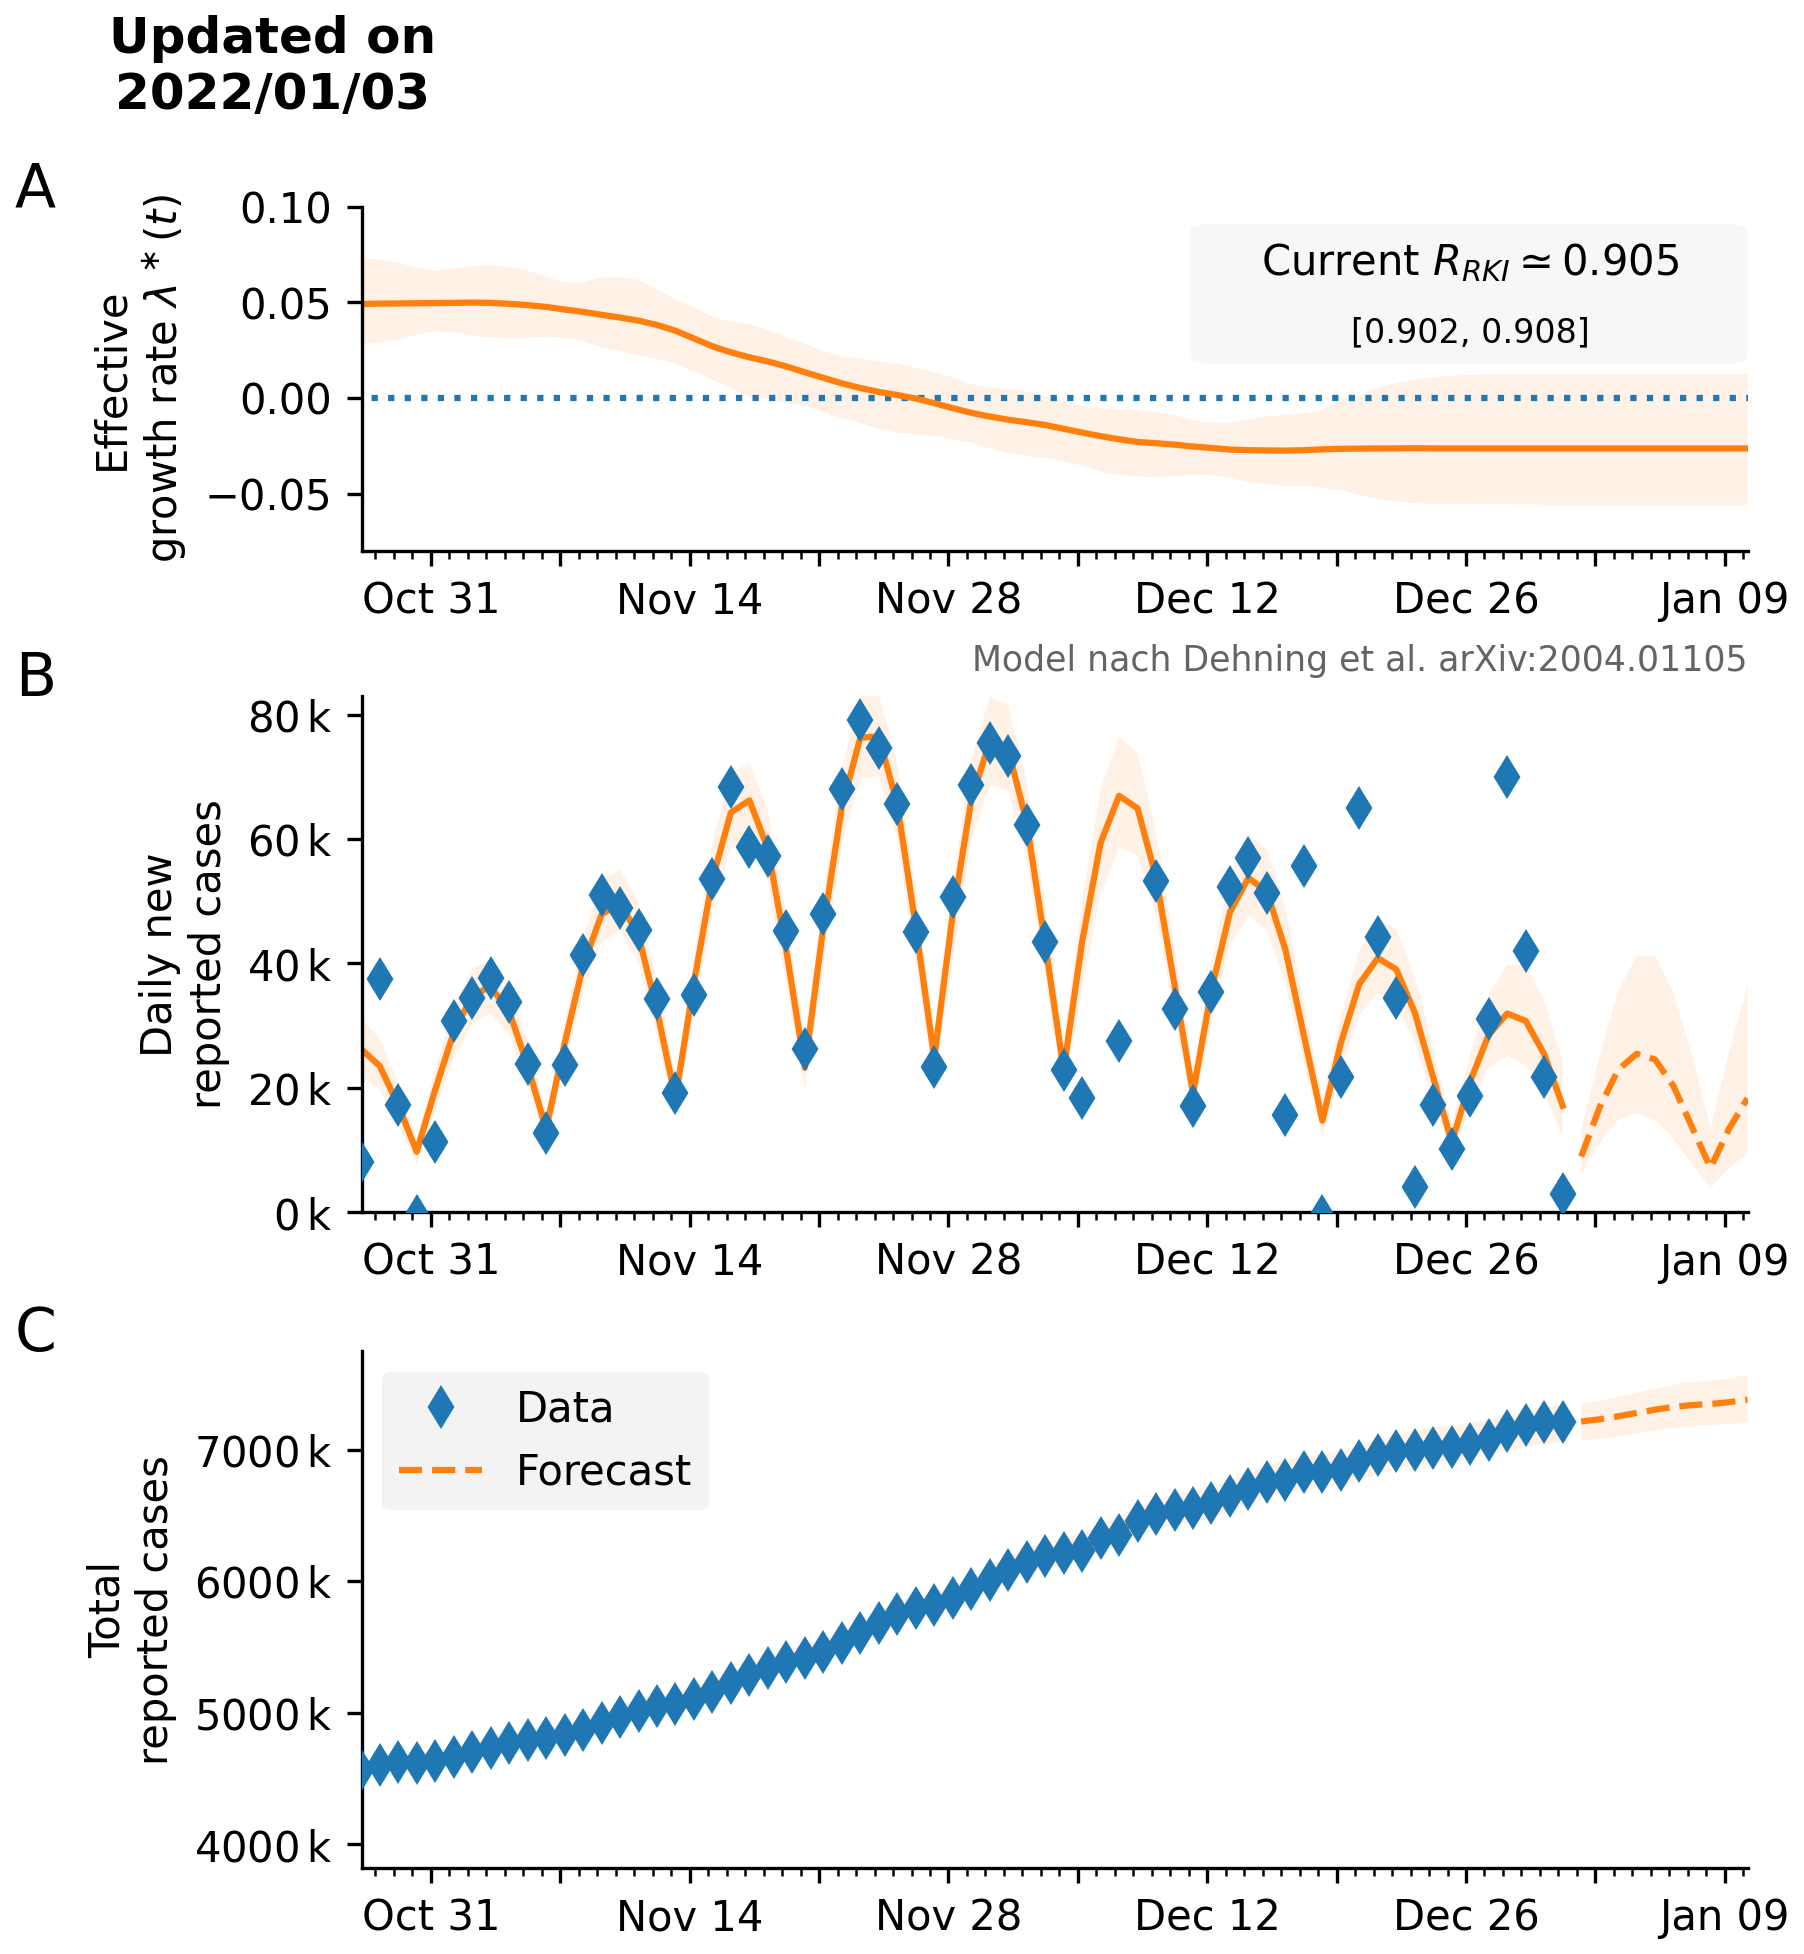 Updated on
2022/01/03
A
Effective
growth rate λ * (t)
0.10
0.05
0.00
−0.05
Current R_RKI ≃ 0.905
[0.902, 0.908]
Oct 31 Nov 14 Nov 28 Dec 12 Dec 26 Jan 09
Model nach Dehning et al. arXiv:2004.01105
B
Daily new
reported cases
80 k
60 k
40 k
20 k
0 k
Oct 31 Nov 14 Nov 28 Dec 12 Dec 26 Jan 09
C
Total
reported cases
Data
Forecast
7000 k
6000 k
5000 k
4000 k
Oct 31 Nov 14 Nov 28 Dec 12 Dec 26 Jan 09